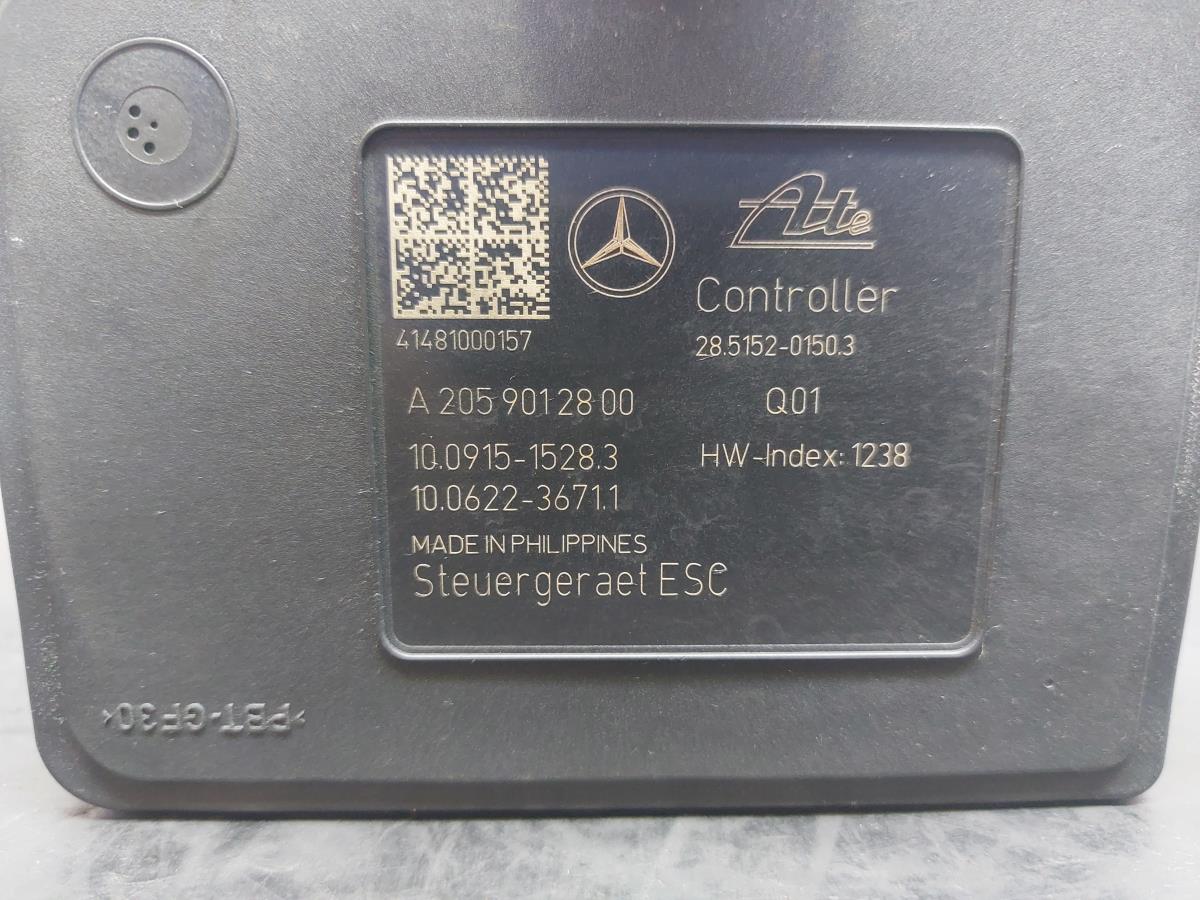 Ate
Controller
41481000157
28.5152-0150.3
A 205 901 28 00 Q01
10.0915-1528.3 HW-Index: 1238
10.0622-3671.1
MADE IN PHILIPPINES
Steuergeraet ESC
>PBT-GF30<